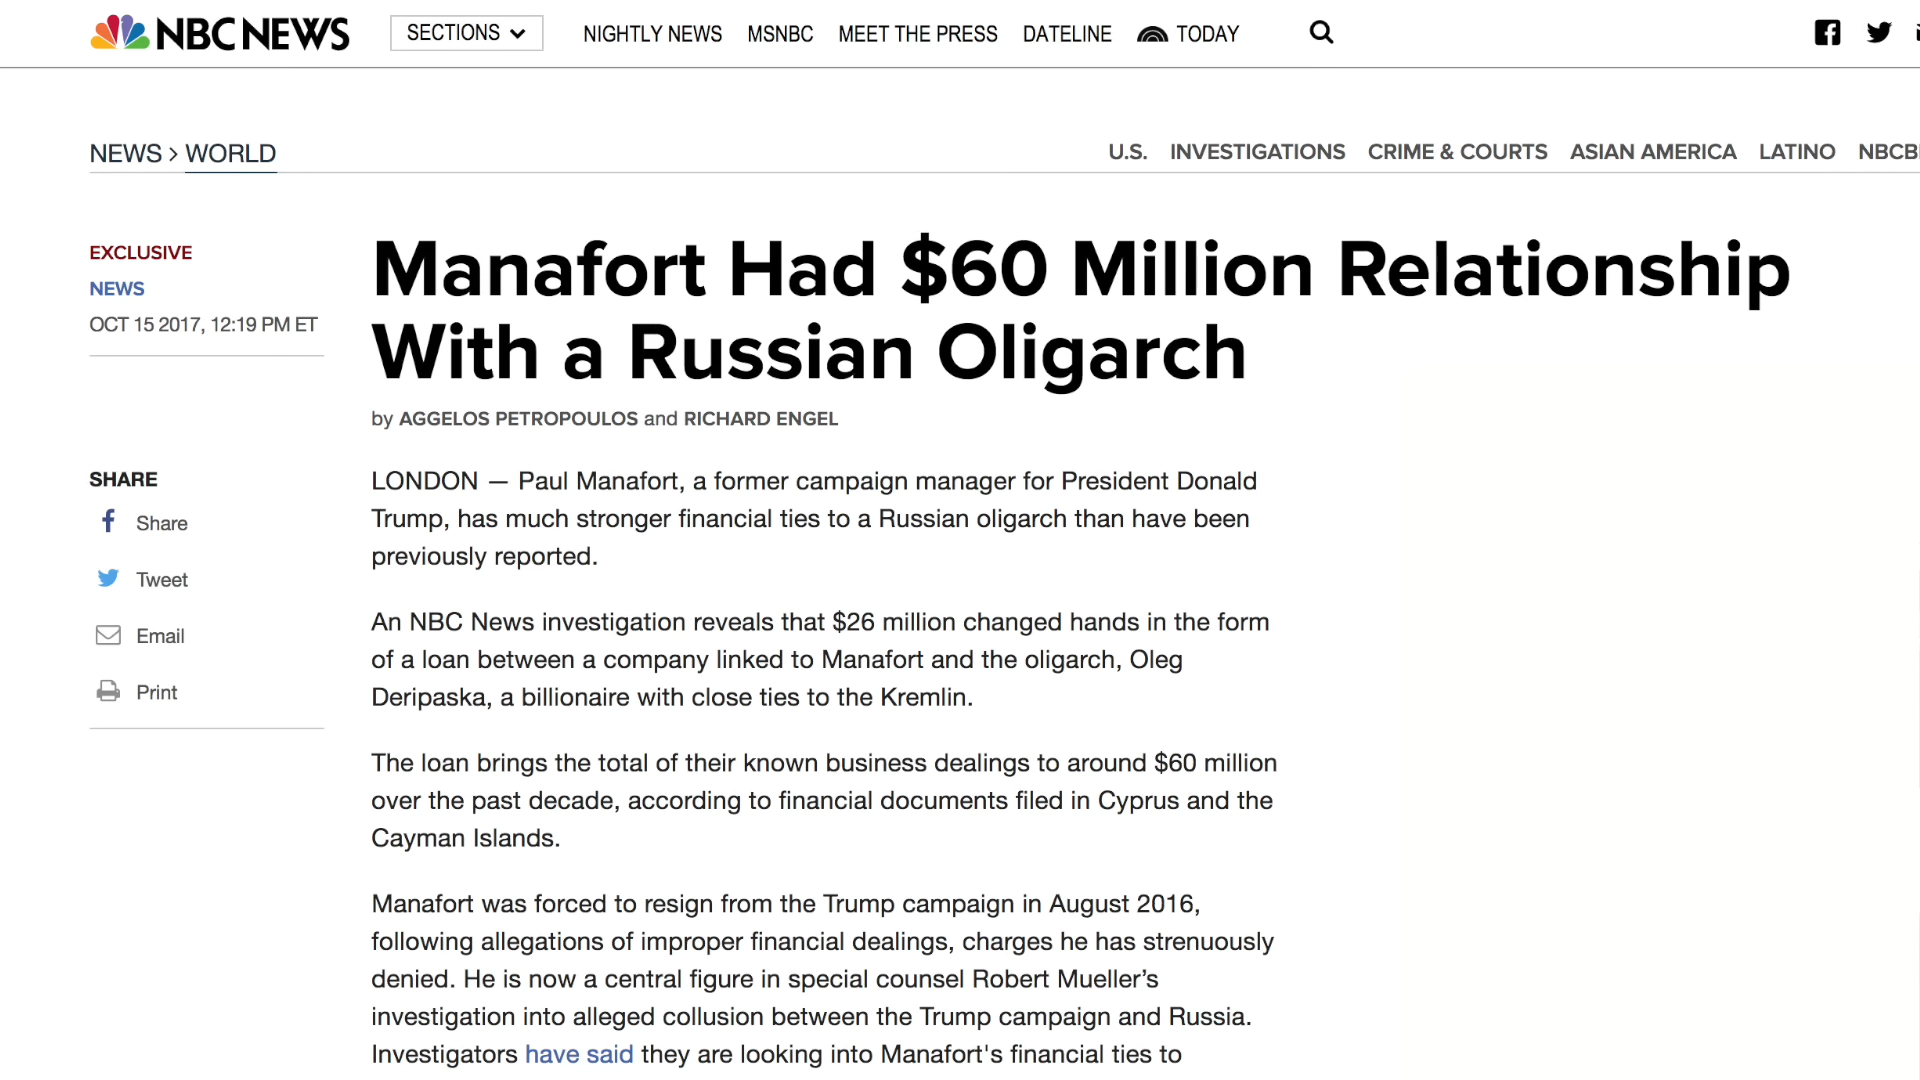 NBC NEWS
SECTIONS
NIGHTLY NEWS MSNBC MEET THE PRESS DATELINE TODAY
NEWS > WORLD
U.S. INVESTIGATIONS CRIME & COURTS ASIAN AMERICA LATINO NBCB
EXCLUSIVE
NEWS
OCT 15 2017, 12:19 PM ET
Manafort Had $60 Million Relationship
With a Russian Oligarch
by AGGELOS PETROPOULOS and RICHARD ENGEL
SHARE
Share
Tweet
Email
Print
LONDON — Paul Manafort, a former campaign manager for President Donald
Trump, has much stronger financial ties to a Russian oligarch than have been
previously reported.
An NBC News investigation reveals that $26 million changed hands in the form
of a loan between a company linked to Manafort and the oligarch, Oleg
Deripaska, a billionaire with close ties to the Kremlin.
The loan brings the total of their known business dealings to around $60 million
over the past decade, according to financial documents filed in Cyprus and the
Cayman Islands.
Manafort was forced to resign from the Trump campaign in August 2016,
following allegations of improper financial dealings, charges he has strenuously
denied. He is now a central figure in special counsel Robert Mueller’s
investigation into alleged collusion between the Trump campaign and Russia.
Investigators have said they are looking into Manafort's financial ties to